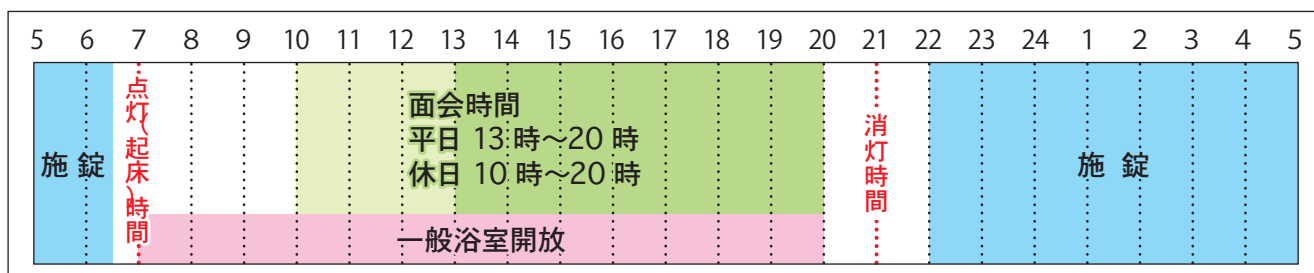 5 6 7 8 9 10 11 12 13 14 15 16 17 18 19 20 21 22 23 24 1 2 3 4 5
施錠
点灯(起床)時間
面会時間
平日 13時～20時
休日 10時～20時
一般浴室開放
消灯時間
施錠